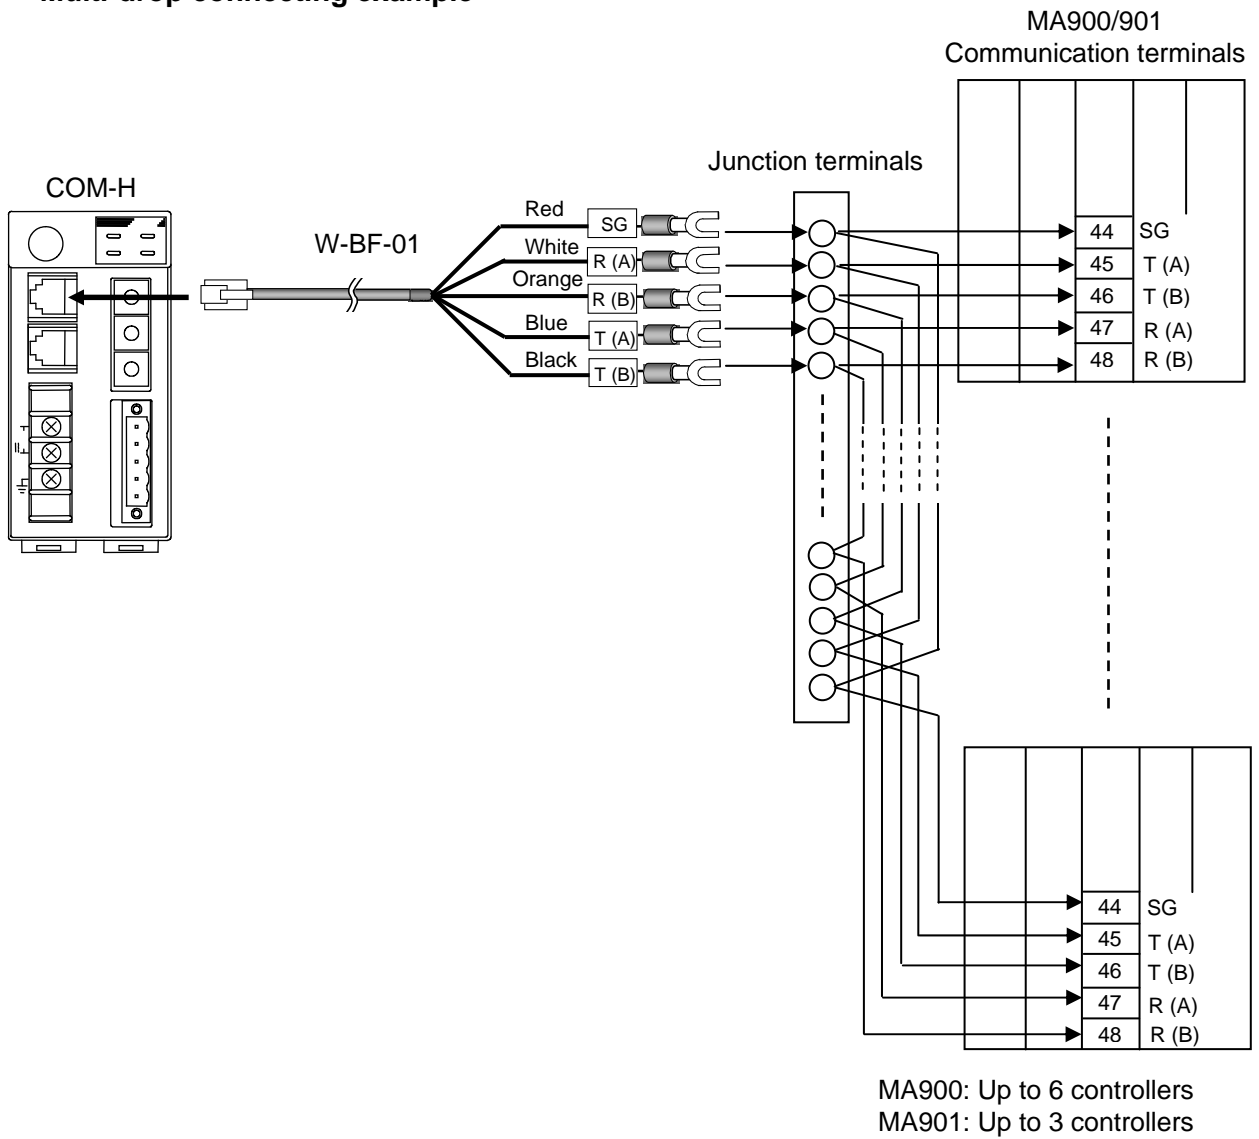 MA900/901
Communication terminals
Junction terminals
COM-H
W-BF-01
Red
SG
White
R (A)
Orange
R (B)
Blue
T (A)
Black
T (B)
44 SG
45 T (A)
46 T (B)
47 R (A)
48 R (B)
44 SG
45 T (A)
46 T (B)
47 R (A)
48 R (B)
MA900: Up to 6 controllers
MA901: Up to 3 controllers